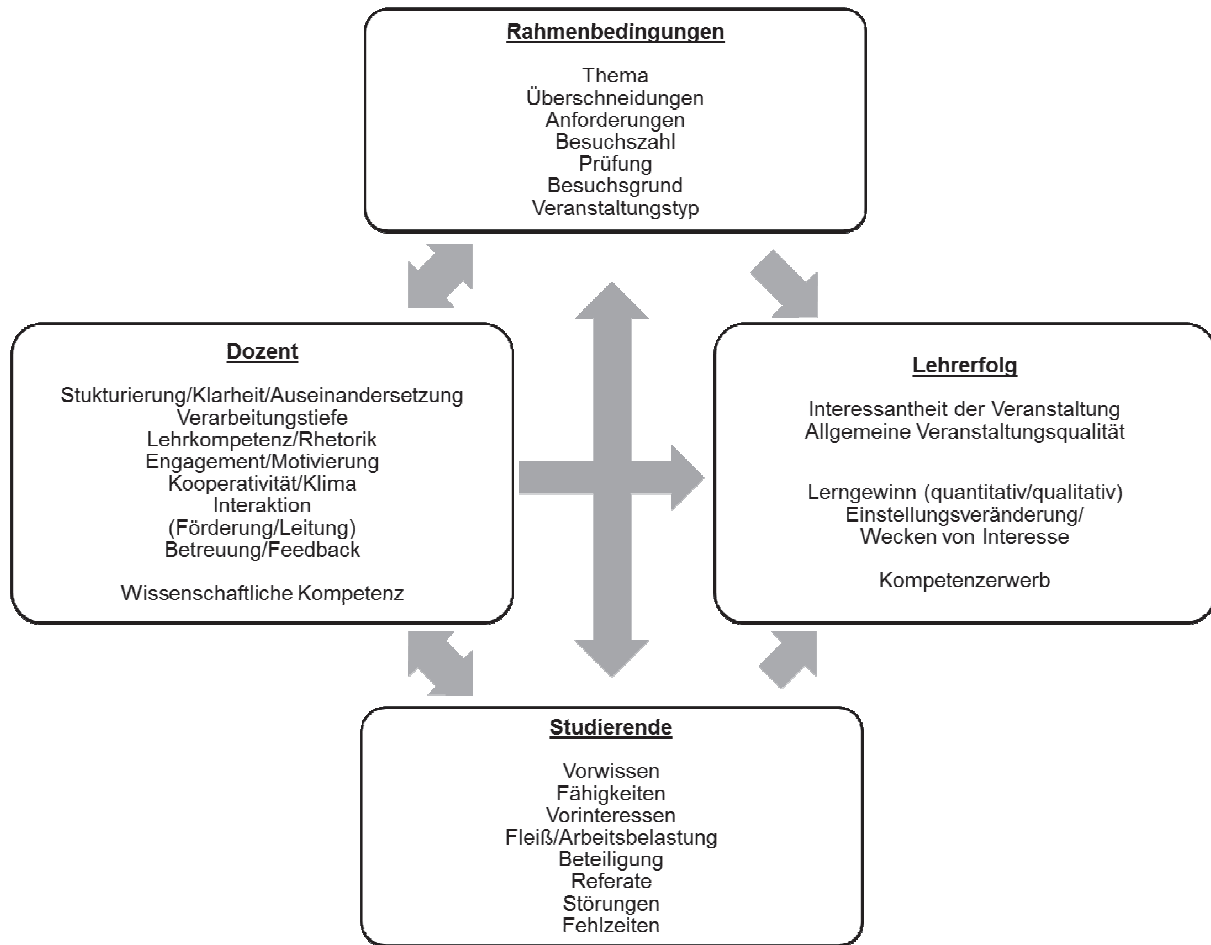 Rahmenbedingungen
Thema
Überschneidungen
Anforderungen
Besuchszahl
Prüfung
Besuchsgrund
Veranstaltungstyp
Dozent
Stukturierung/Klarheit/Auseinandersetzung
Verarbeitungstiefe
Lehrkompetenz/Rhetorik
Engagement/Motivierung
Kooperativität/Klima
Interaktion
(Förderung/Leitung)
Betreuung/Feedback
Wissenschaftliche Kompetenz
Lehrerfolg
Interessantheit der Veranstaltung
Allgemeine Veranstaltungsqualität
Lerngewinn (quantitativ/qualitativ)
Einstellungsveränderung/
Wecken von Interesse
Kompetenzerwerb
Studierende
Vorwissen
Fähigkeiten
Vorinteressen
Fleiß/Arbeitsbelastung
Beteiligung
Referate
Störungen
Fehlzeiten